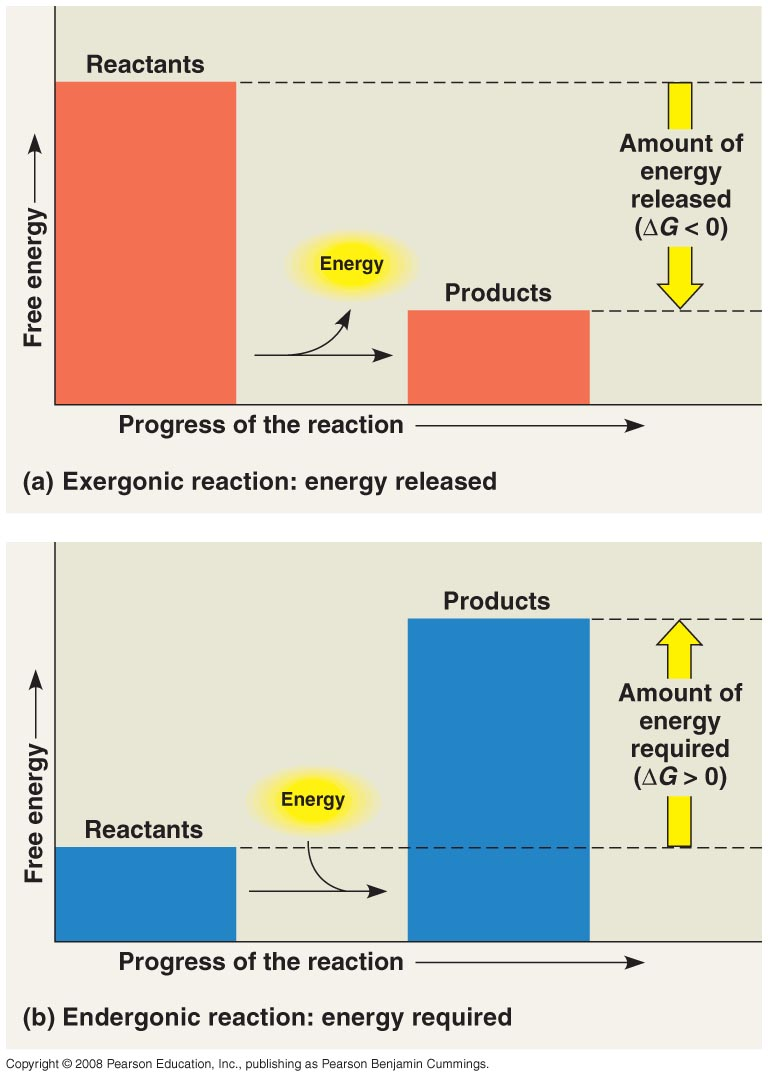 Reactants
Amount of
energy
released
(ΔG < 0)
Free energy
Energy
Products
Progress of the reaction
(a) Exergonic reaction: energy released
Products
Amount of
energy
required
(ΔG > 0)
Free energy
Energy
Reactants
Progress of the reaction
(b) Endergonic reaction: energy required
Copyright © 2008 Pearson Education, Inc., publishing as Pearson Benjamin Cummings.